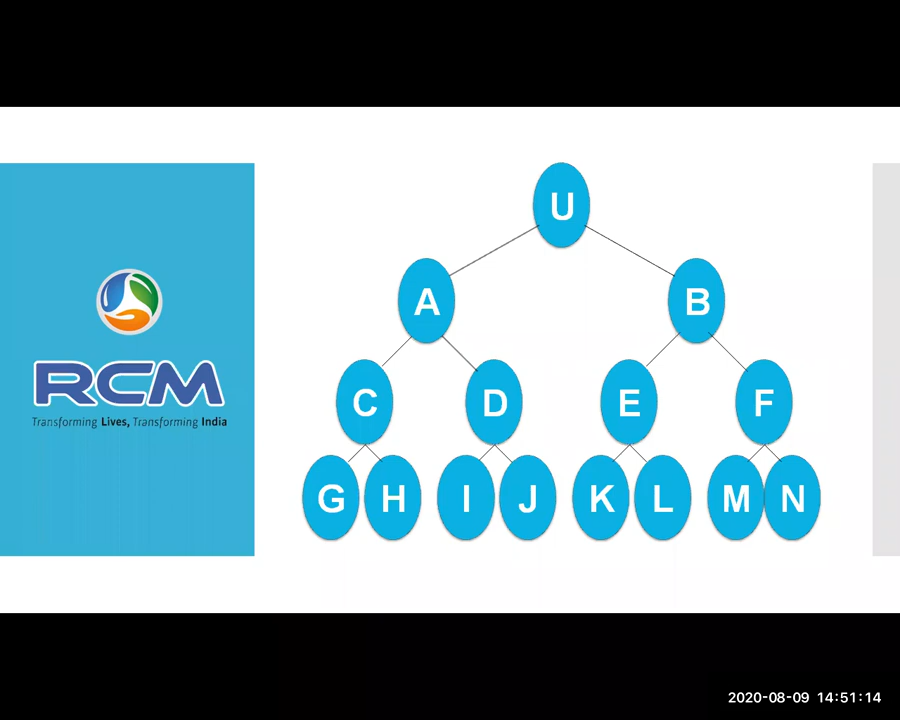 U
A B
C D E F
G H I J K L M N
RCM
Transforming Lives, Transforming India
2020-08-09 14:51:14